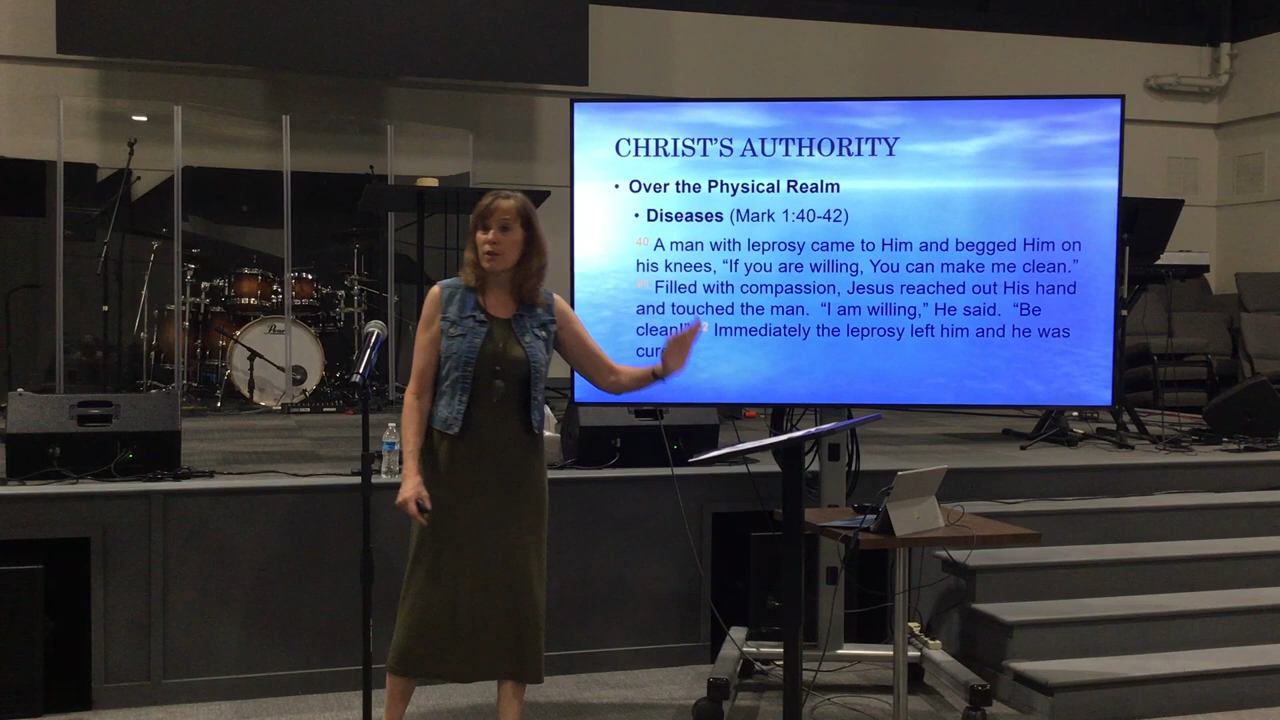 CHRIST'S AUTHORITY
• Over the Physical Realm
• Diseases (Mark 1:40-42)
40 A man with leprosy came to Him and begged Him on
his knees, “If you are willing, You can make me clean.”
Filled with compassion, Jesus reached out His hand
and touched the man. “I am willing,” He said. “Be
clean!” Immediately the leprosy left him and he was
Pearl